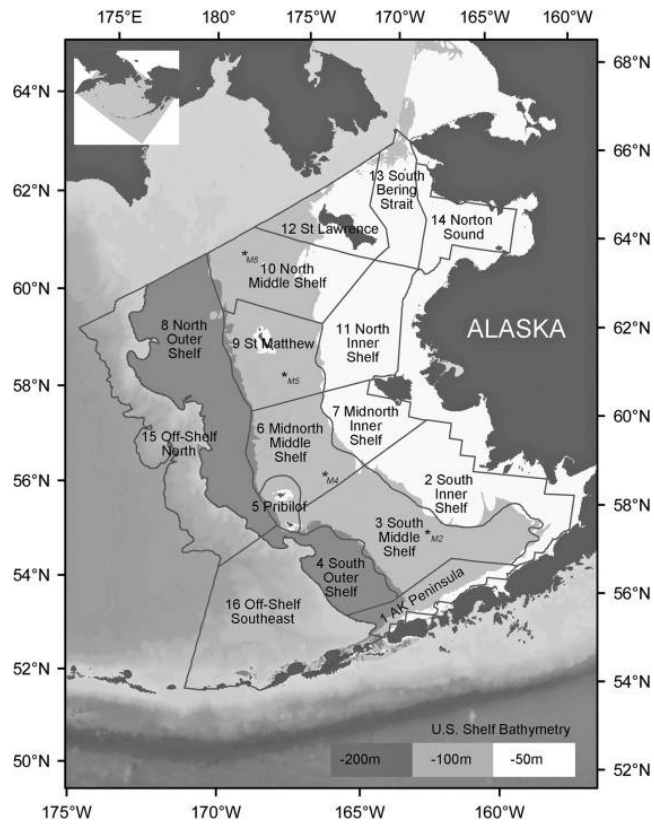 175°E 180° 175°W 170°W 165°W 160°W
64°N
62°N
60°N
58°N
56°N
54°N
52°N
50°N
68°N
66°N
64°N
62°N
60°N
58°N
56°N
54°N
52°N
13 South
Bering
Strait
14 Norton
Sound
12 St Lawrence
*M8
10 North
Middle Shelf
8 North
Outer
Shelf
9 St Matthew
*M5
11 North
Inner
Shelf
ALASKA
7 Midnorth
Inner
Shelf
6 Midnorth
Middle
Shelf
*M4
15 Off-Shelf
North
2 South
Inner
Shelf
5 Pribilof
3 South
Middle
Shelf
*M2
4 South
Outer
Shelf
1 AK Peninsula
16 Off-Shelf
Southeast
U.S. Shelf Bathymetry
-200m -100m -50m
175°W 170°W 165°W 160°W